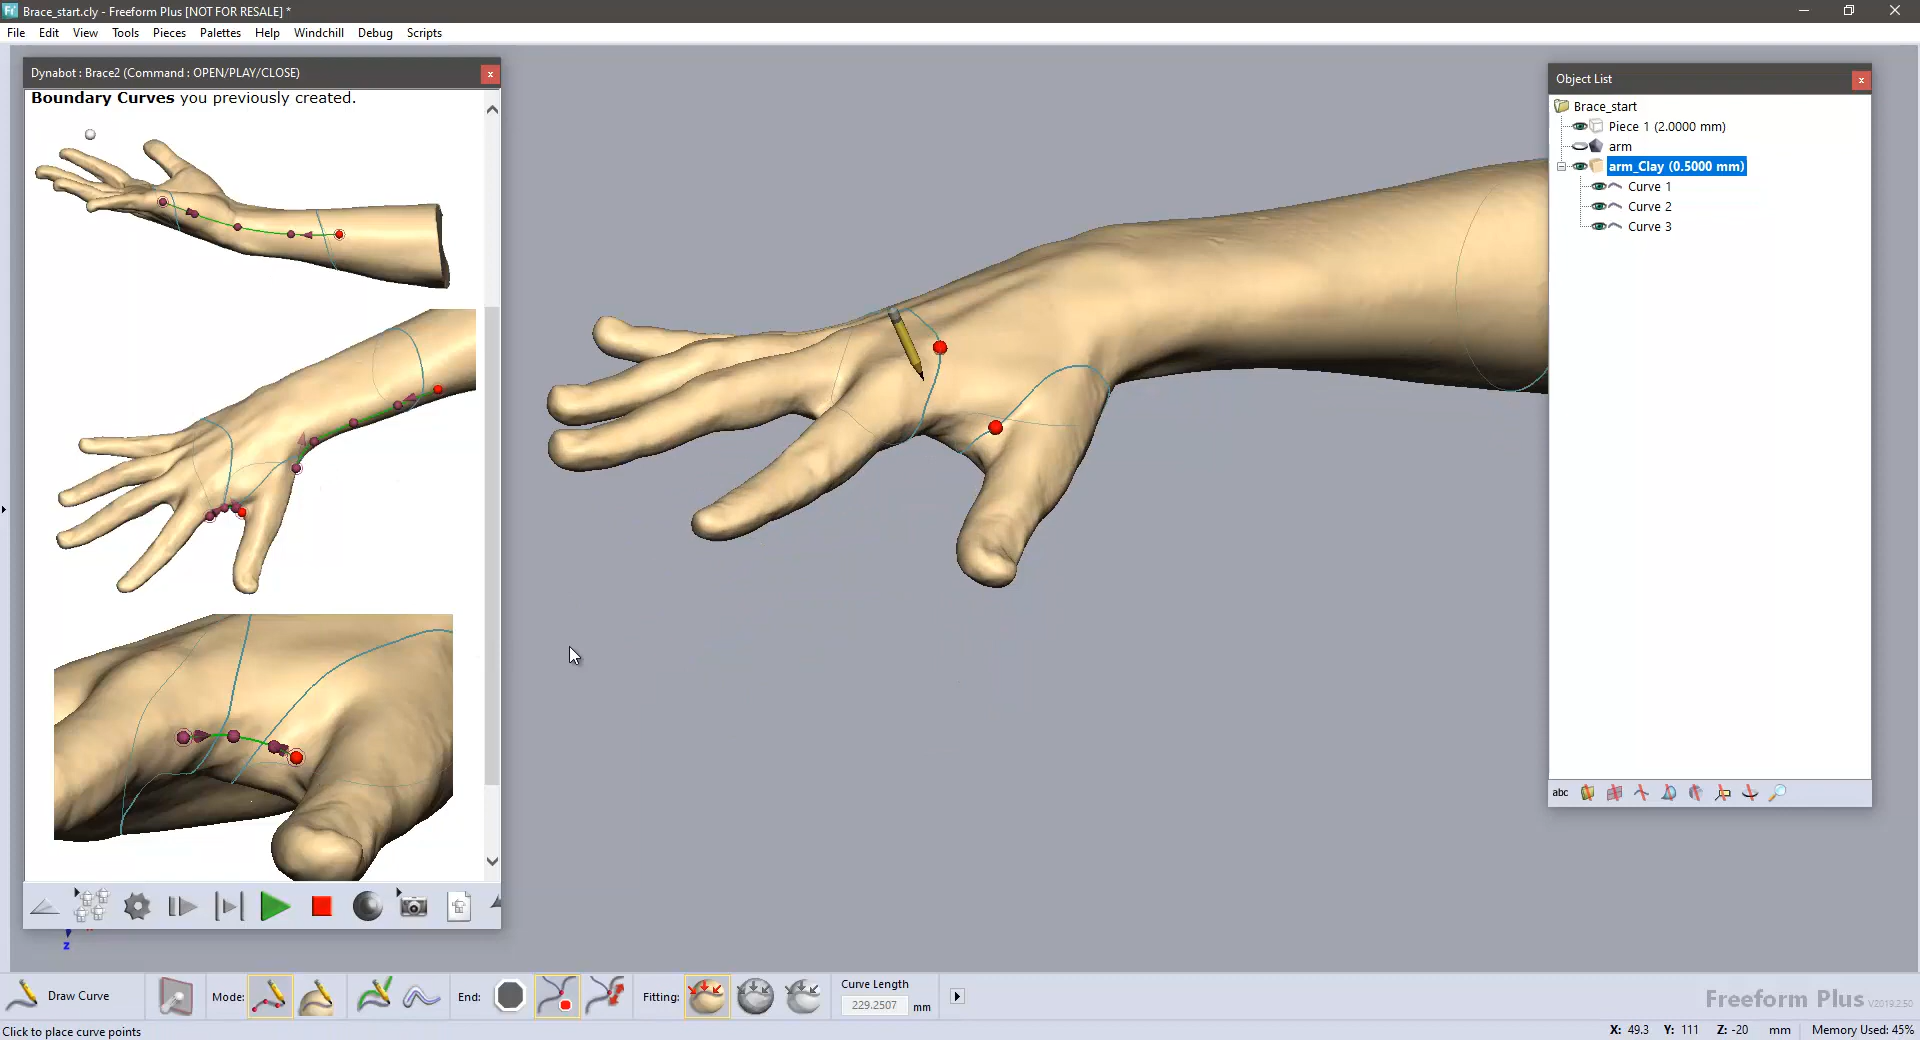 Brace_start.cly - Freeform Plus [NOT FOR RESALE] *
File Edit View Tools Pieces Palettes Help Windchill Debug Scripts
Dynabot : Brace2 (Command : OPEN/PLAY/CLOSE)
x
Boundary Curves you previously created.
Object List
x
Brace_start
Piece 1 (2.0000 mm)
arm
arm_Clay (0.5000 mm)
Curve 1
Curve 2
Curve 3
abc
z
Draw Curve
Mode:
End:
Fitting:
Curve Length
229.2507 mm
Freeform Plus V2019.2.50
Click to place curve points
X: 49.3 Y: 111 Z: -20 mm Memory Used: 45%